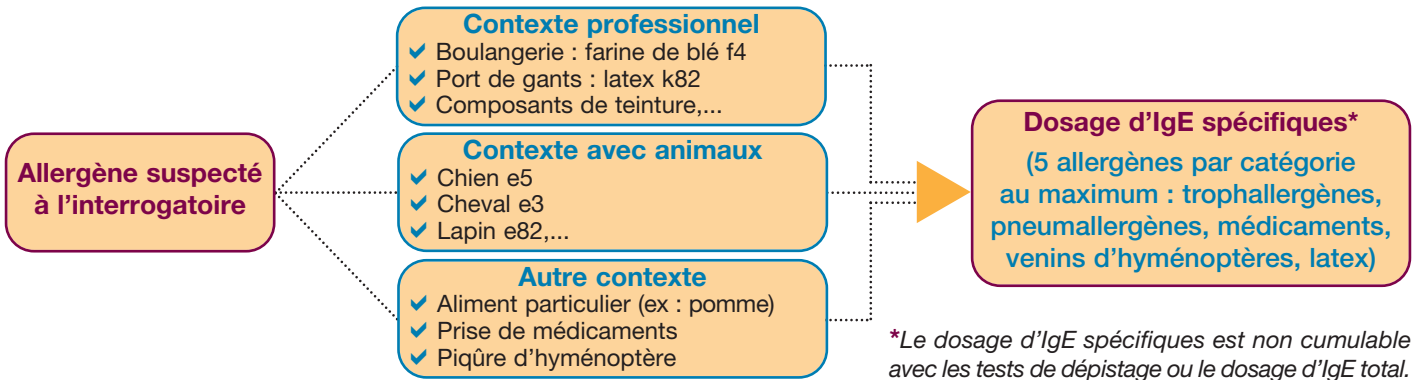 Allergène suspecté
à l'interrogatoire
Contexte professionnel
✓ Boulangerie : farine de blé f4
✓ Port de gants : latex k82
✓ Composants de teinture,...
Contexte avec animaux
✓ Chien e5
✓ Cheval e3
✓ Lapin e82,...
Autre contexte
✓ Aliment particulier (ex : pomme)
✓ Prise de médicaments
✓ Piqûre d'hyménoptère
Dosage d'IgE spécifiques*
(5 allergènes par catégorie
au maximum : trophallergènes,
pneumallergènes, médicaments,
venins d'hyménoptères, latex)
*Le dosage d'IgE spécifiques est non cumulable
avec les tests de dépistage ou le dosage d'IgE total.